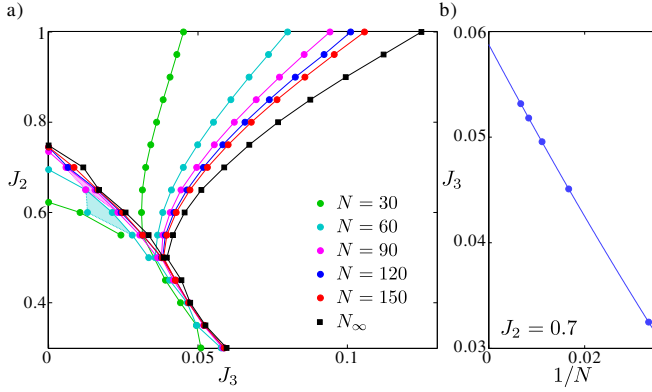 a)
b)
1
0.8
0.6
0.4
J₂
0
0.05
0.1
J₃
N = 30
N = 60
N = 90
N = 120
N = 150
N∞
0.06
0.05
0.04
0.03
J₃
J₂ = 0.7
0
0.02
1/N